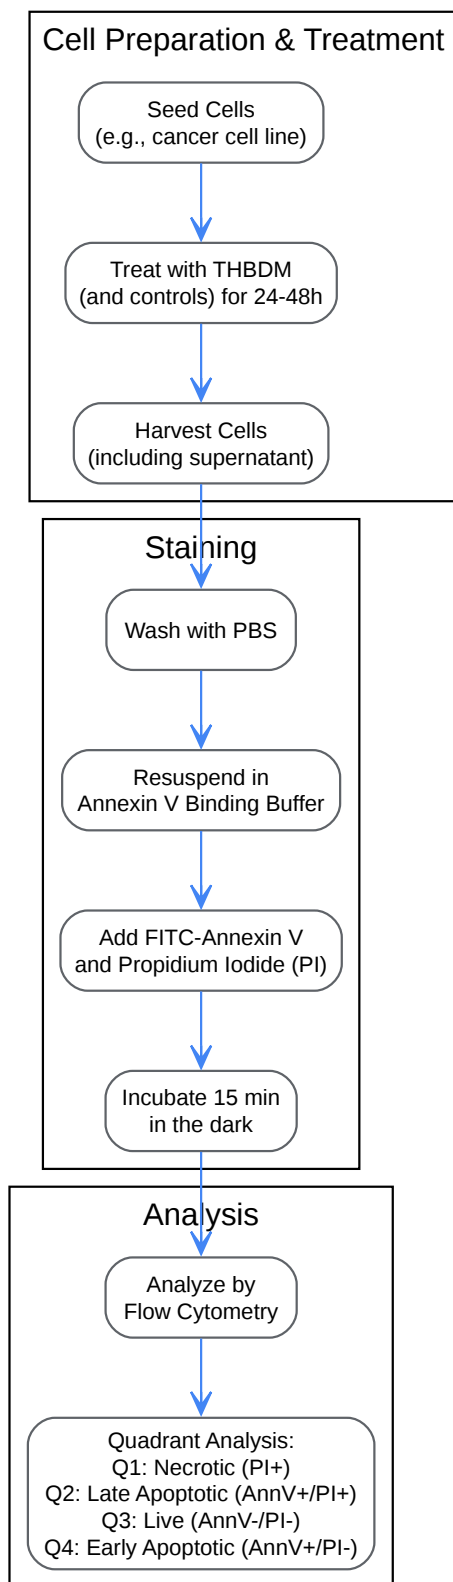 Cell Preparation & Treatment
Seed Cells
(e.g., cancer cell line)
Treat with THBDM
(and controls) for 24-48h
Harvest Cells
(including supernatant)
Staining
Wash with PBS
Resuspend in
Annexin V Binding Buffer
Add FITC-Annexin V
and Propidium Iodide (PI)
Incubate 15 min
in the dark
Analysis
Analyze by
Flow Cytometry
Quadrant Analysis:
Q1: Necrotic (PI+)
Q2: Late Apoptotic (AnnV+/PI+)
Q3: Live (AnnV-/PI-)
Q4: Early Apoptotic (AnnV+/PI-)